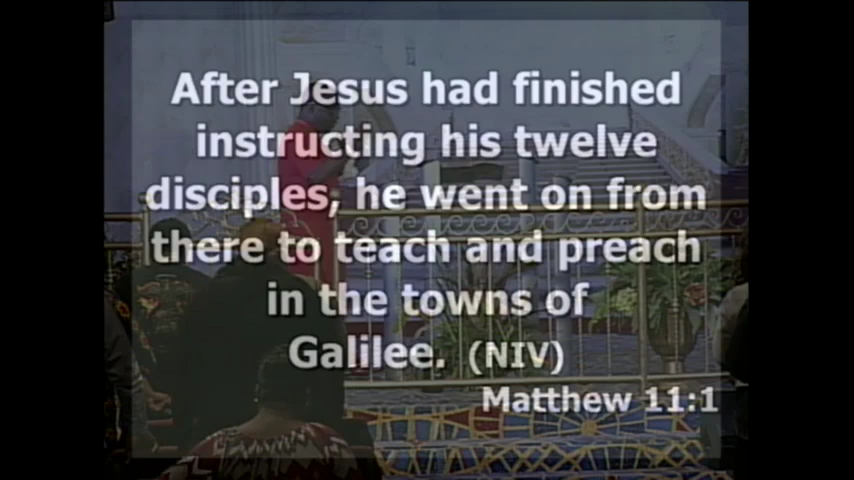 After Jesus had finished
instructing his twelve
disciples, he went on from
there to teach and preach
in the towns of
Galilee. (NIV)
Matthew 11:1